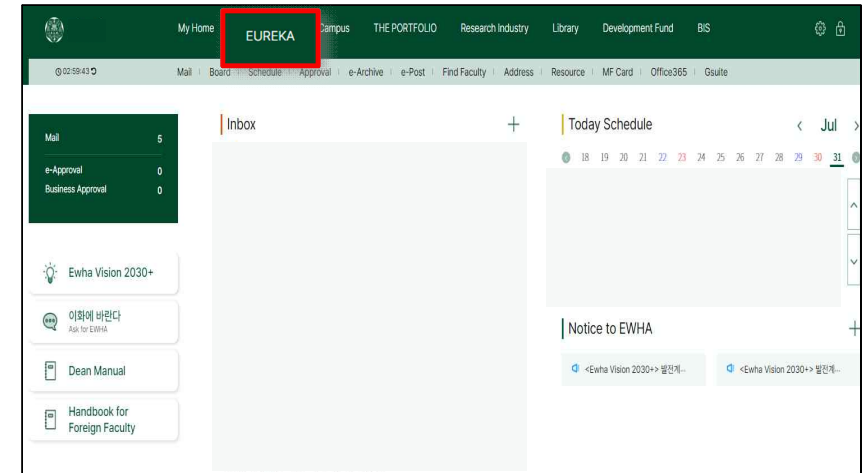 My Home EUREKA Campus THE PORTFOLIO Research Industry Library Development Fund BIS
02:59:43 Mail Board Schedule Approval e-Archive e-Post Find Faculty Address Resource MF Card Office365 Gsuite
Mail 5
e-Approval 0
Business Approval 0
Ewha Vision 2030+
이화에 바란다
Ask for EWHA
Dean Manual
Handbook for
Foreign Faculty
Inbox +
Today Schedule < Jul >
18 19 20 21 22 23 24 25 26 27 28 29 30 31
Notice to EWHA +
<Ewha Vision 2030+> 발전계... <Ewha Vision 2030+> 발전계...